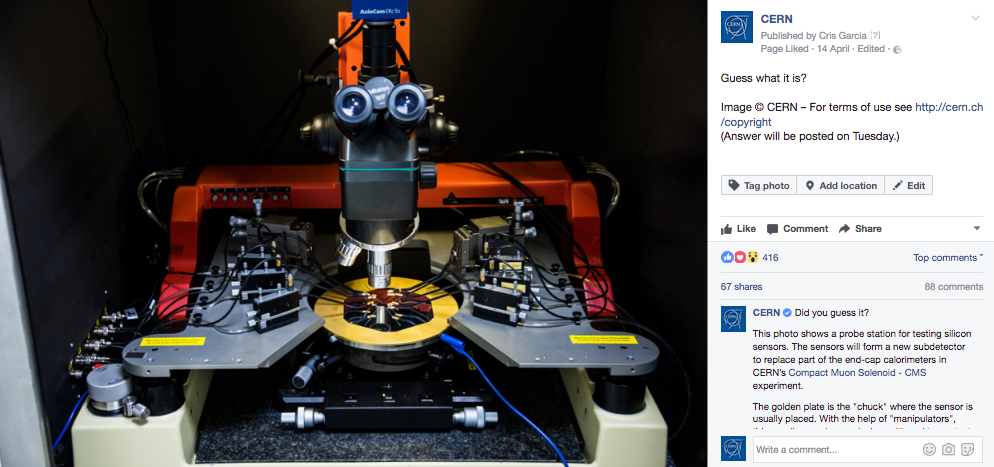 AxioCam ERc 5s
CERN
Published by Cris Garcia [?]
Page Liked · 14 April · Edited ·
Guess what it is?
Image © CERN – For terms of use see http://cern.ch
/copyright
(Answer will be posted on Tuesday.)
Tag photo
Add location
Edit
Like
Comment
Share
416
Top comments
67 shares
88 comments
CERN Did you guess it?
This photo shows a probe station for testing silicon
sensors. The sensors will form a new subdetector
to replace part of the end-cap calorimeters in
CERN's Compact Muon Solenoid - CMS
experiment.
The golden plate is the "chuck" where the sensor is
usually placed. With the help of "manipulators",
Write a comment...